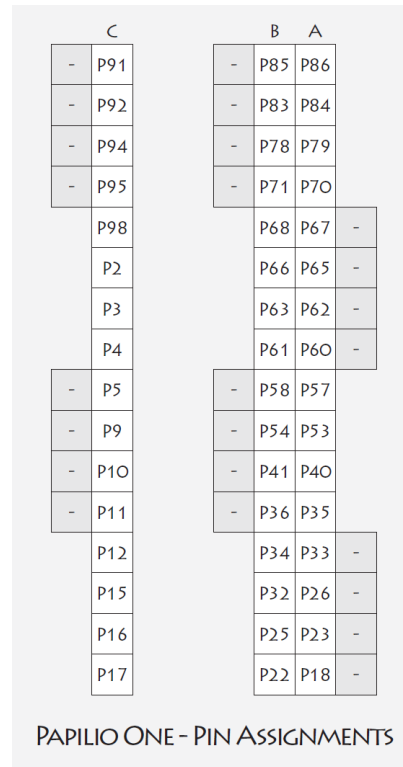 C B A
- P91 - P85 P86
- P92 - P83 P84
- P94 - P78 P79
- P95 - P71 P70
P98 P68 P67 -
P2 P66 P65 -
P3 P63 P62 -
P4 P61 P60 -
- P5 - P58 P57
- P9 - P54 P53
- P10 - P41 P40
- P11 - P36 P35
P12 P34 P33 -
P15 P32 P26 -
P16 P25 P23 -
P17 P22 P18 -
Papilio One - Pin Assignments